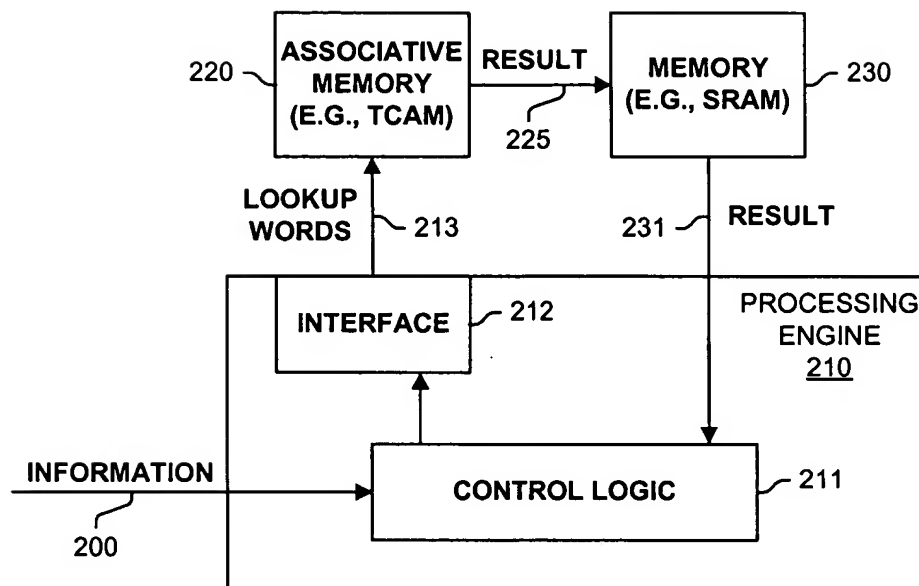 220
ASSOCIATIVE
MEMORY
(E.G., TCAM)
RESULT
225
MEMORY
(E.G., SRAM)
230
LOOKUP
WORDS
213
231
RESULT
INTERFACE
212
PROCESSING
ENGINE
210
INFORMATION
200
CONTROL LOGIC
211